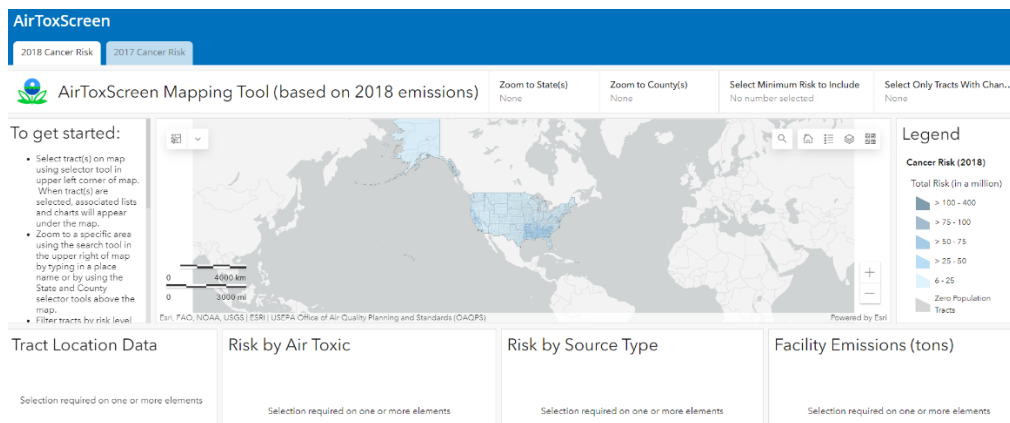 AirToxScreen
2018 Cancer Risk
2017 Cancer Risk
AirToxScreen Mapping Tool (based on 2018 emissions)
Zoom to State(s)
None
Zoom to County(s)
None
Select Minimum Risk to Include
No number selected
Select Only Tracts With Chan...
None
To get started:
• Select tract(s) on map
using selector tool in
upper left corner of map.
When tract(s) are
selected, associated lists
and charts will appear
under the map.
• Zoom to a specific area
using the search tool in
the upper right of map
by typing in a place
name or by using the
State and County
selector tools above the
map.
• Filter tracts by risk level
0 4000 km
0 3000 mi
Esri, FAO, NOAA, USGS | ESRI | USEPA Office of Air Quality Planning and Standards (OAQPS)
Powered by Esri
Legend
Cancer Risk (2018)
Total Risk (in a million)
> 100 - 400
> 75 - 100
> 50 - 75
> 25 - 50
6 - 25
Zero Population
Tracts
Tract Location Data
Selection required on one or more elements
Risk by Air Toxic
Selection required on one or more elements
Risk by Source Type
Selection required on one or more elements
Facility Emissions (tons)
Selection required on one or more elements